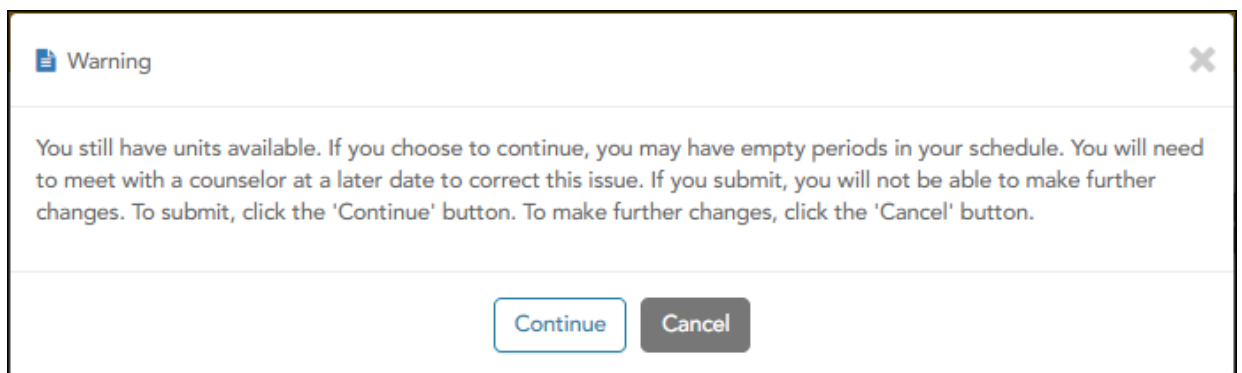 Warning
You still have units available. If you choose to continue, you may have empty periods in your schedule. You will need
to meet with a counselor at a later date to correct this issue. If you submit, you will not be able to make further
changes. To submit, click the 'Continue' button. To make further changes, click the 'Cancel' button.
Continue
Cancel